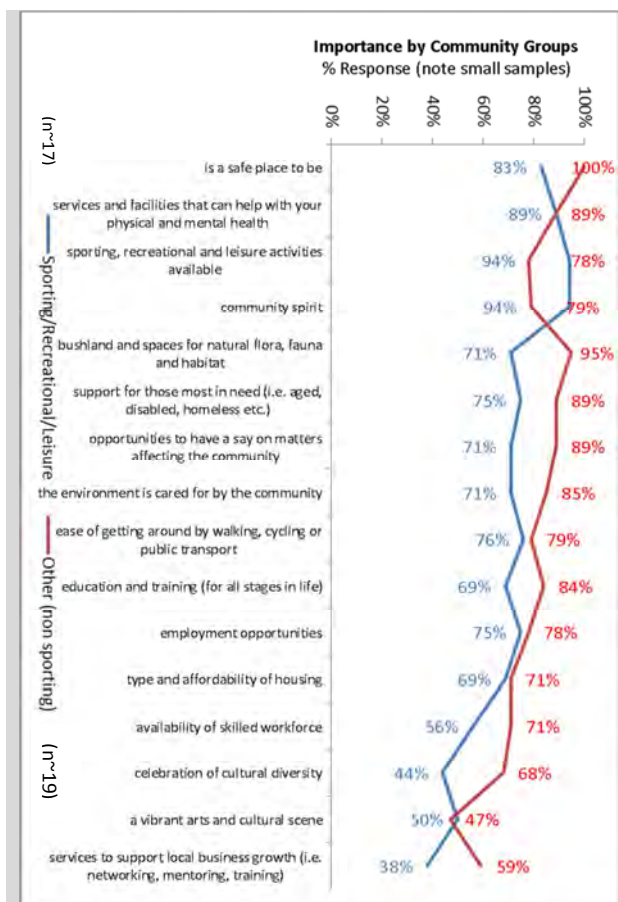 Importance by Community Groups
% Response (note small samples)
0%
20%
40%
60%
80%
100%
is a safe place to be
83%
100%
services and facilities that can help with your
physical and mental health
89%
89%
sporting, recreational and leisure activities
available
94%
78%
community spirit
94%
79%
bushland and spaces for natural flora, fauna
and habitat
71%
95%
support for those most in need (i.e. aged,
disabled, homeless etc.)
75%
89%
opportunities to have a say on matters
affecting the community
71%
89%
the environment is cared for by the community
71%
85%
ease of getting around by walking, cycling or
public transport
76%
79%
education and training (for all stages in life)
69%
84%
employment opportunities
75%
78%
type and affordability of housing
69%
71%
availability of skilled workforce
56%
71%
celebration of cultural diversity
44%
68%
a vibrant arts and cultural scene
50%
47%
services to support local business growth (i.e.
networking, mentoring, training)
38%
59%
(n~17)
Sporting/Recreational/Leisure
Other (non sporting)
(n~19)